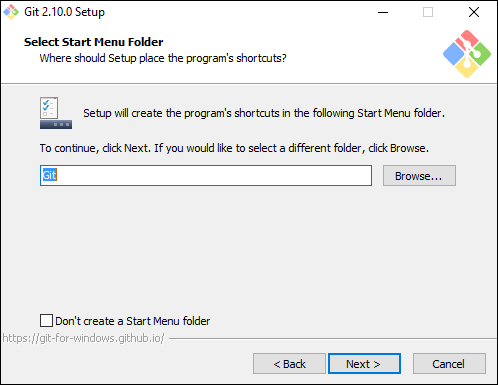 Git 2.10.0 Setup
Select Start Menu Folder
Where should Setup place the program's shortcuts?
Setup will create the program's shortcuts in the following Start Menu folder.
To continue, click Next. If you would like to select a different folder, click Browse.
Git
Browse...
Don't create a Start Menu folder
https://git-for-windows.github.io/
< Back
Next >
Cancel